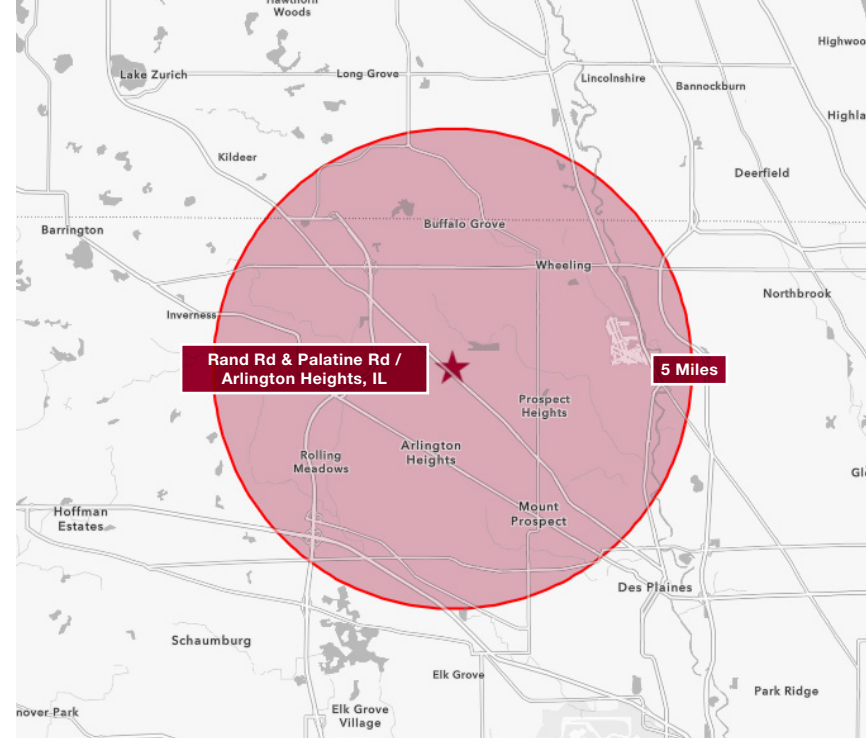 Hawthorn
Woods
Highwoo
Lake Zurich
Long Grove
Lincolnshire
Bannockburn
Highla
Kildeer
Deerfield
Buffalo Grove
Barrington
Wheeling
Northbrook
Inverness
Rand Rd & Palatine Rd /
Arlington Heights, IL
5 Miles
Prospect
Heights
Arlington
Heights
Rolling
Meadows
Gl
Hoffman
Estates
Mount
Prospect
Des Plaines
Schaumburg
Elk Grove
Park Ridge
Elk Grove
Village
nover Park